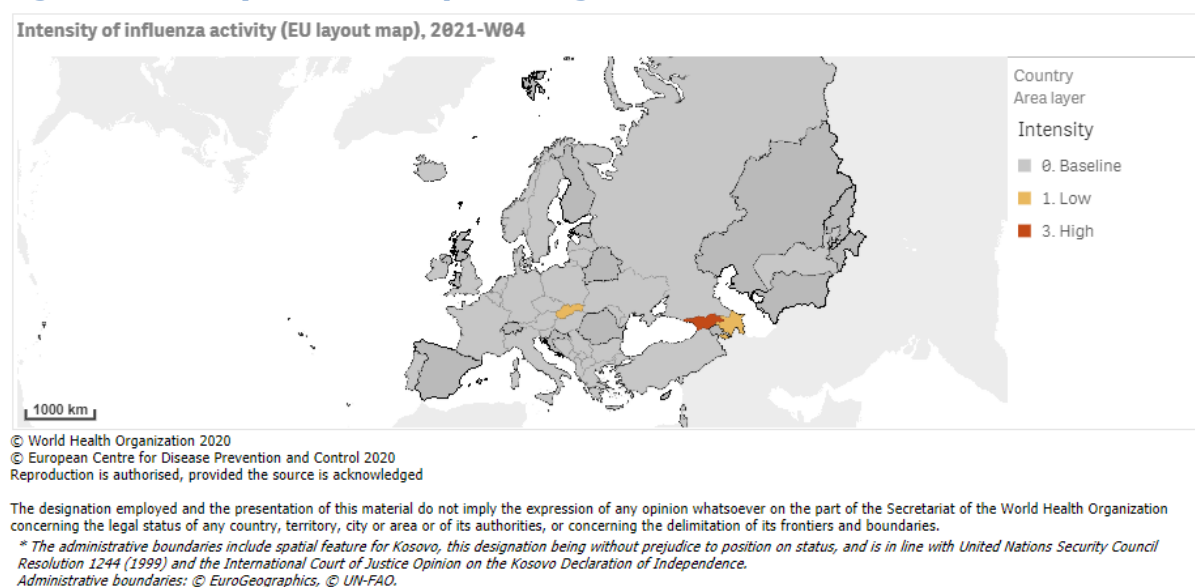 Intensity of influenza activity (EU layout map), 2021-W04
Country
Area layer
Intensity
0. Baseline
1. Low
3. High
1000 km
© World Health Organization 2020
© European Centre for Disease Prevention and Control 2020
Reproduction is authorised, provided the source is acknowledged
The designation employed and the presentation of this material do not imply the expression of any opinion whatsoever on the part of the Secretariat of the World Health Organization
concerning the legal status of any country, territory, city or area or of its authorities, or concerning the delimitation of its frontiers and boundaries.
* The administrative boundaries include spatial feature for Kosovo, this designation being without prejudice to position on status, and is in line with United Nations Security Council
Resolution 1244 (1999) and the International Court of Justice Opinion on the Kosovo Declaration of Independence.
Administrative boundaries: © EuroGeographics, © UN-FAO.